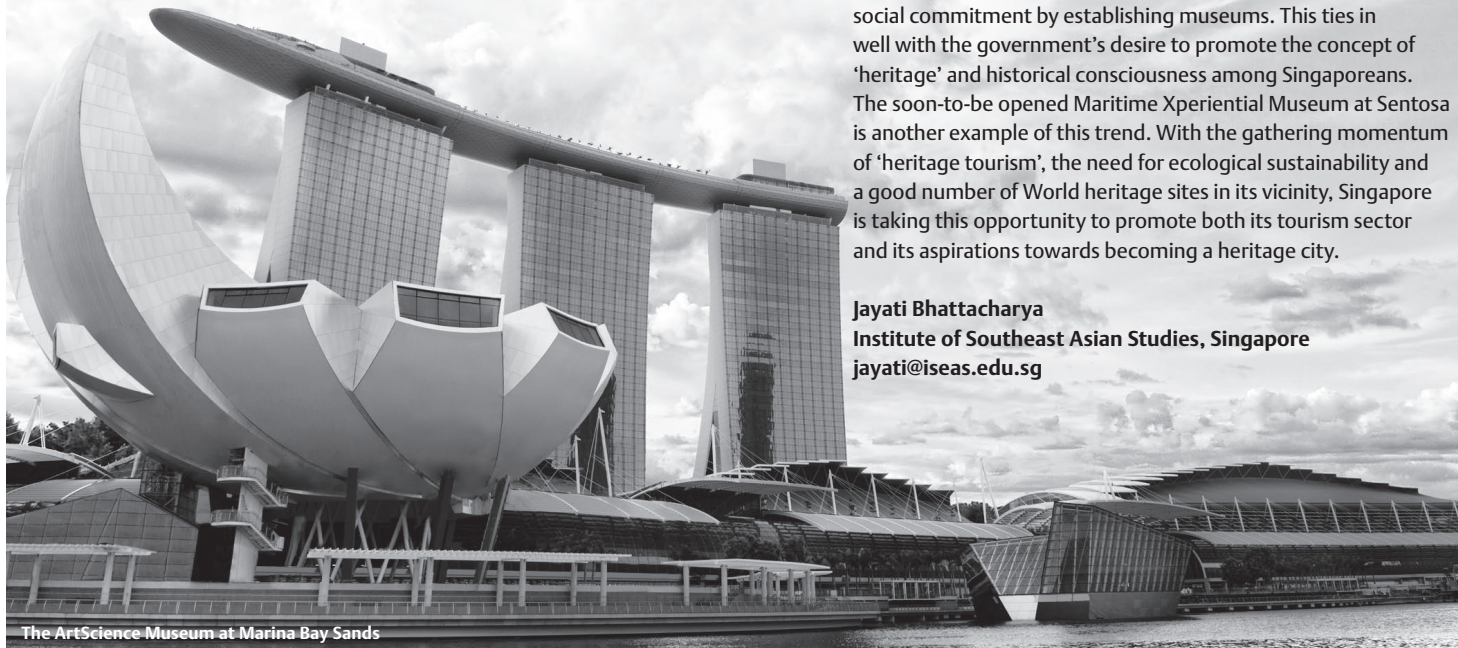 social commitment by establishing museums. This ties in
well with the government’s desire to promote the concept of
‘heritage’ and historical consciousness among Singaporeans.
The soon-to-be opened Maritime Xperiential Museum at Sentosa
is another example of this trend. With the gathering momentum
of ‘heritage tourism’, the need for ecological sustainability and
a good number of World heritage sites in its vicinity, Singapore
is taking this opportunity to promote both its tourism sector
and its aspirations towards becoming a heritage city.
Jayati Bhattacharya
Institute of Southeast Asian Studies, Singapore
jayati@iseas.edu.sg
The ArtScience Museum at Marina Bay Sands